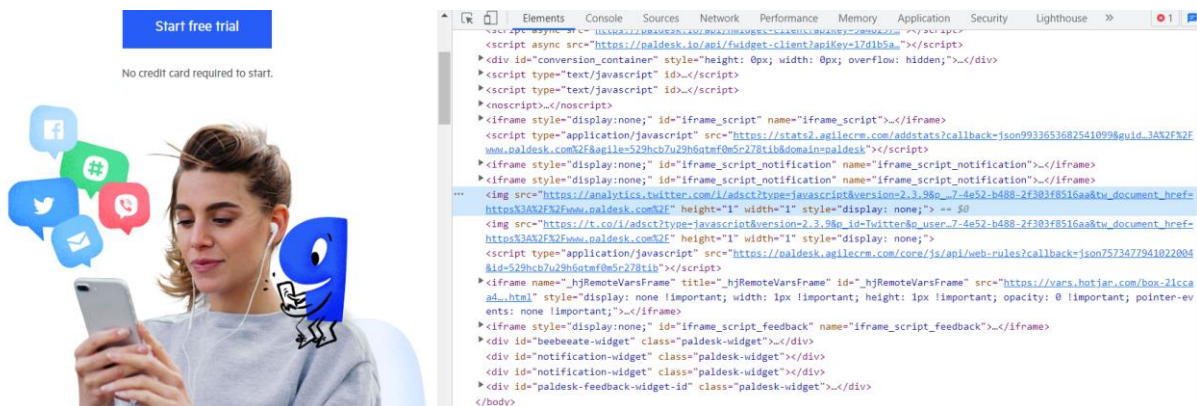 Start free trial
No credit card required to start.
Elements Console Sources Network Performance Memory Application Security Lighthouse » 1
<script async src="https://paldesk.io/api/fwidget-client?apiKey=17d1b5a…"></script>
▶<div id="conversion_container" style="height: 0px; width: 0px; overflow: hidden;">…</div>
▶<script type="text/javascript" id>…</script>
▶<script type="text/javascript" id>…</script>
▶<noscript>…</noscript>
▶<iframe style="display:none;" id="iframe_script" name="iframe_script">…</iframe>
<script type="application/javascript" src="https://stats2.agilecrm.com/addstats?callback=json9933653682541099&guid…3A%2F%2F
www.paldesk.com%2F&agile=529hcb7u29h6qtmf0m5r278tib&domain=paldesk"></script>
▶<iframe style="display:none;" id="iframe_script_notification" name="iframe_script_notification">…</iframe>
▶<iframe style="display:none;" id="iframe_script_notification" name="iframe_script_notification">…</iframe>
… <img src="https://analytics.twitter.com/i/adsct?type=javascript&version=2.3.9&p_…7-4e52-b488-2f303f8516aa&tw_document_href=
https%3A%2F%2Fwww.paldesk.com%2F" height="1" width="1" style="display: none;"> == $0
<img src="https://t.co/i/adsct?type=javascript&version=2.3.9&p_id=Twitter&p_user…7-4e52-b488-2f303f8516aa&tw_document_href=
https%3A%2F%2Fwww.paldesk.com%2F" height="1" width="1" style="display: none;">
<script type="application/javascript" src="https://paldesk.agilecrm.com/core/js/api/web-rules?callback=json7573477941022004
&id=529hcb7u29h6qtmf0m5r278tib"></script>
▶<iframe name="_hjRemoteVarsFrame" title="_hjRemoteVarsFrame" id="_hjRemoteVarsFrame" src="https://vars.hotjar.com/box-21cca
a4….html" style="display: none !important; width: 1px !important; height: 1px !important; opacity: 0 !important; pointer-ev
ents: none !important;">…</iframe>
▶<iframe style="display:none;" id="iframe_script_feedback" name="iframe_script_feedback">…</iframe>
▶<div id="beebeeate-widget" class="paldesk-widget">…</div>
<div id="notification-widget" class="paldesk-widget"></div>
<div id="notification-widget" class="paldesk-widget"></div>
▶<div id="paldesk-feedback-widget-id" class="paldesk-widget">…</div>
</body>